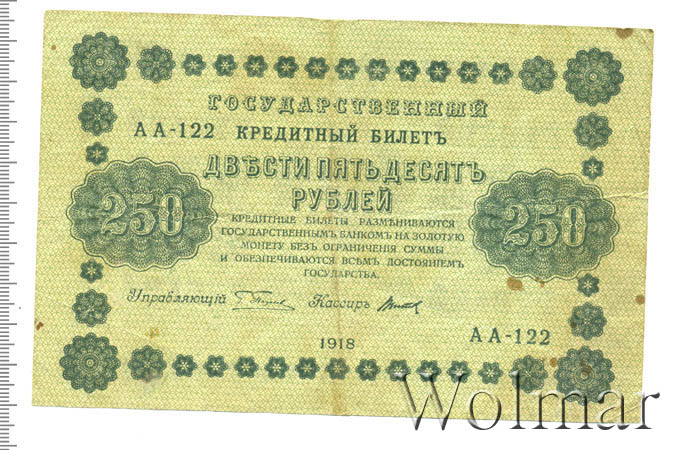 ГОСУДАРСТВЕННЫЙ
АА-122 КРЕДИТНЫЙ БИЛЕТЪ
ДВѢСТИ ПЯТЬДЕСЯТЪ
РУБЛЕЙ
250 250
КРЕДИТНЫЕ БИЛЕТЫ РАЗМѢНИВАЮТСЯ
ГОСУДАРСТВЕННЫМЪ БАНКОМЪ НА ЗОЛОТУЮ
МОНЕТУ БЕЗЪ ОГРАНИЧЕНІЯ СУММЫ
И ОБЕЗПЕЧИВАЮТСЯ ВСѢМЪ ДОСТОЯНІЕМЪ
ГОСУДАРСТВА.
Управляющій Кассиръ
1918
АА-122
Wolmar